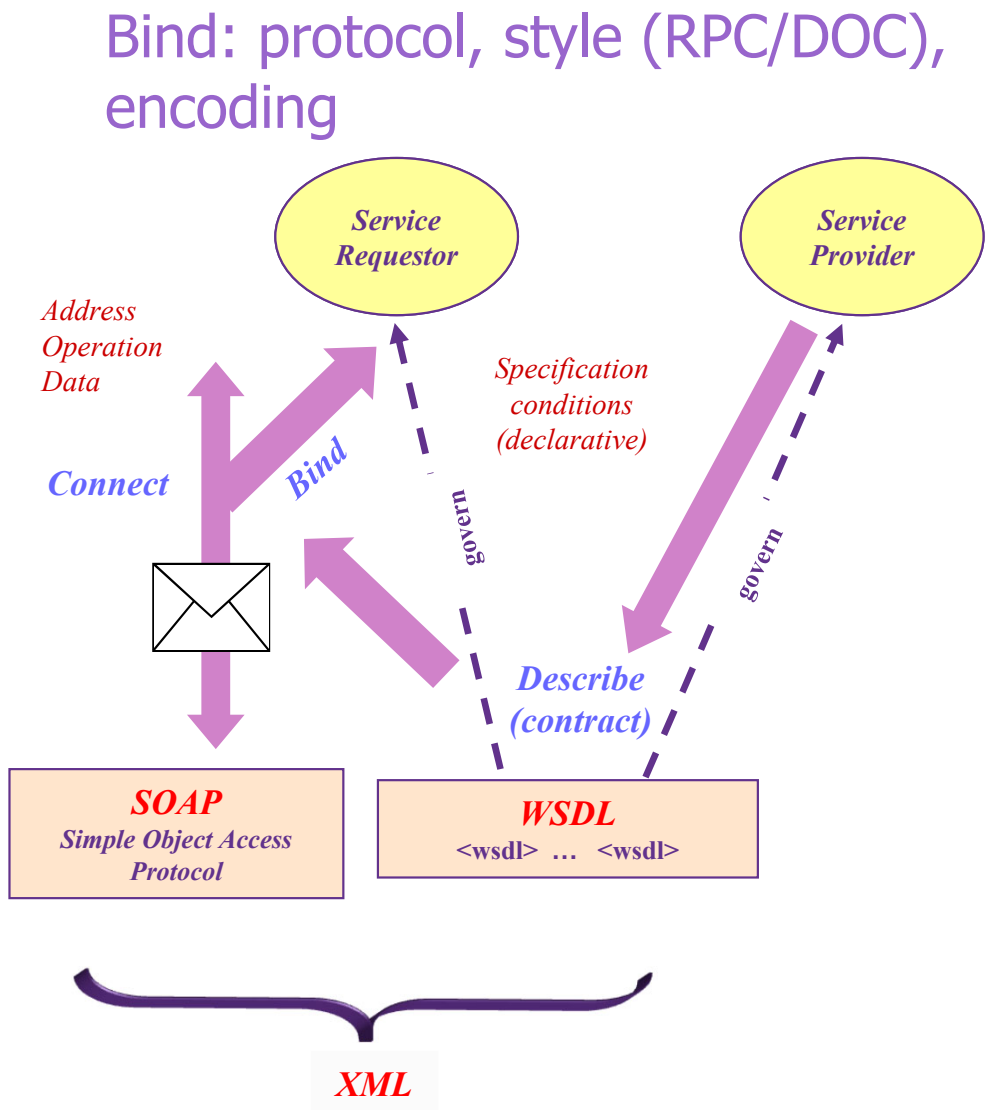 Bind: protocol, style (RPC/DOC),
encoding
Service
Requestor
Service
Provider
Address
Operation
Data
Specification
conditions
(declarative)
Connect
Bind
govern
govern
Describe
(contract)
SOAP
Simple Object Access
Protocol
WSDL
<wsdl> … <wsdl>
XML